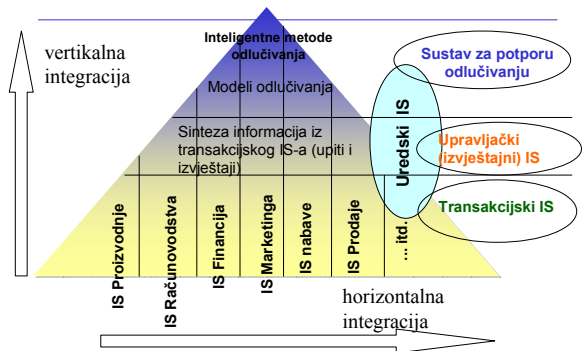 vertikalna
integracija
Inteligentne metode
odlučivanja
Modeli odlučivanja
Sinteza informacija iz
transakcijskog IS-a (upiti i
izvještaji)
IS Proizvodnje
IS Računovodstva
IS Financija
IS Marketinga
IS nabave
IS Prodaje
... itd.
Uredski IS
Sustav za potporu
odlučivanju
Upravljački
(izvještajni) IS
Transakcijski IS
horizontalna
integracija